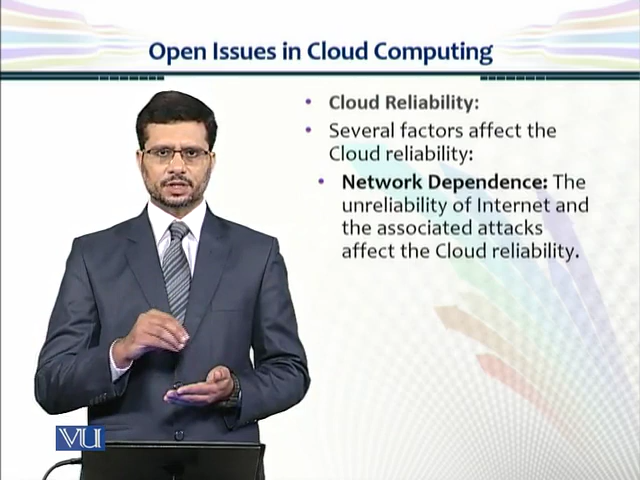 Open Issues in Cloud Computing
• Cloud Reliability:
• Several factors affect the
Cloud reliability:
• Network Dependence: The
unreliability of Internet and
the associated attacks
affect the Cloud reliability.
VU